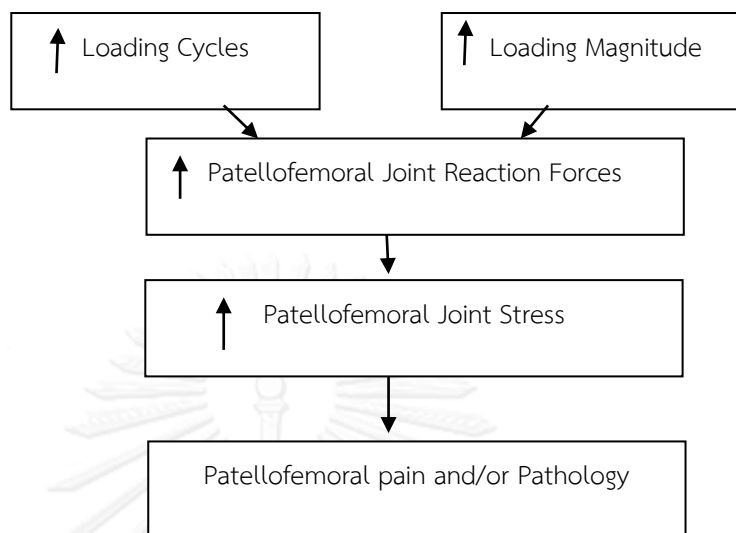 Loading Cycles
Loading Magnitude
Patellofemoral Joint Reaction Forces
Patellofemoral Joint Stress
Patellofemoral pain and/or Pathology